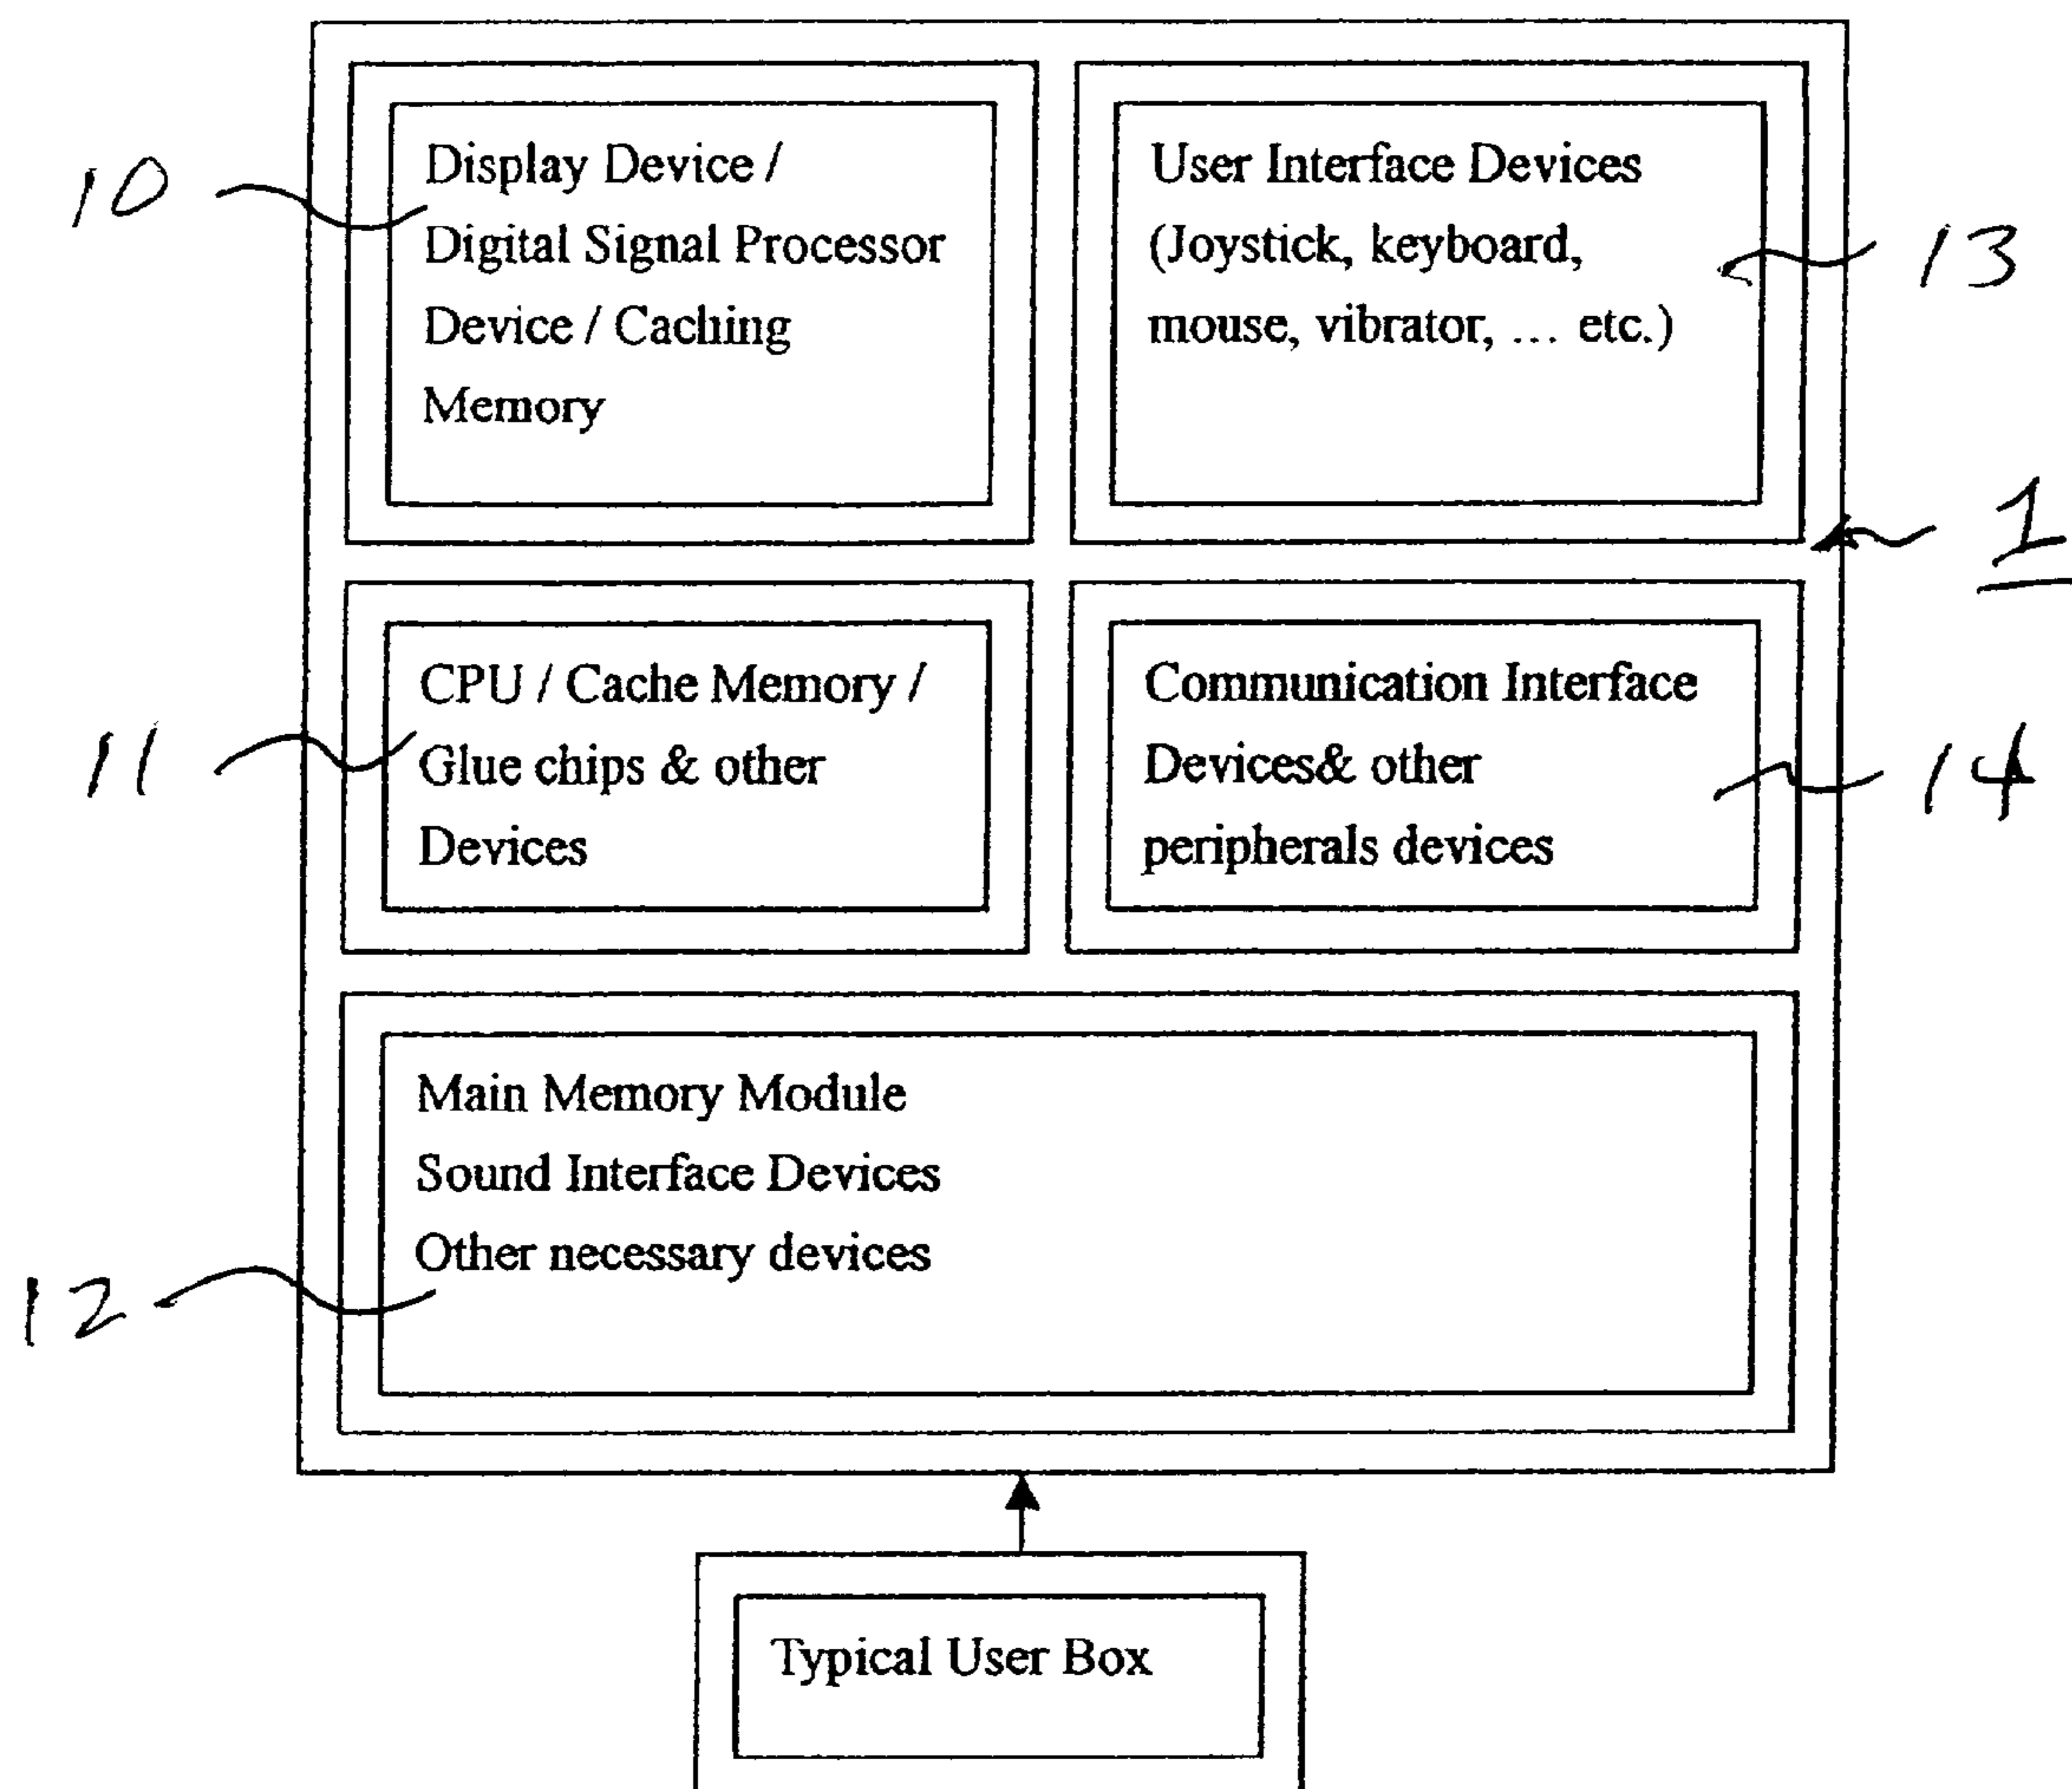 10
Display Device /
Digital Signal Processor
Device / Caching
Memory
User Interface Devices
(Joystick, keyboard,
mouse, vibrator, ... etc.)
13
1
11
CPU / Cache Memory /
Glue chips & other
Devices
Communication Interface
Devices& other
peripherals devices
14
Main Memory Module
Sound Interface Devices
Other necessary devices
12
Typical User Box